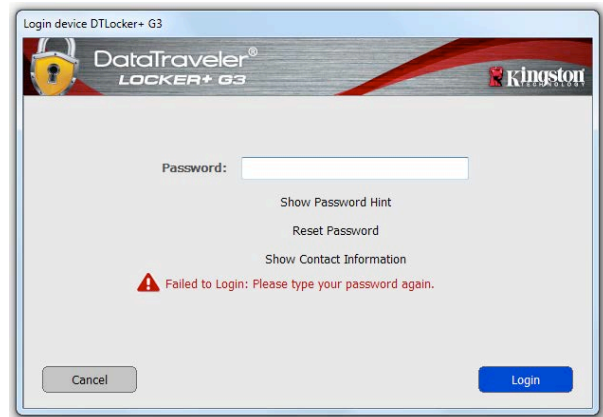 Login device DTLocker+ G3
DataTraveler®
LOCKER+ G3
Kingston
TECHNOLOGY
Password:
Show Password Hint
Reset Password
Show Contact Information
Failed to Login: Please type your password again.
Cancel
Login